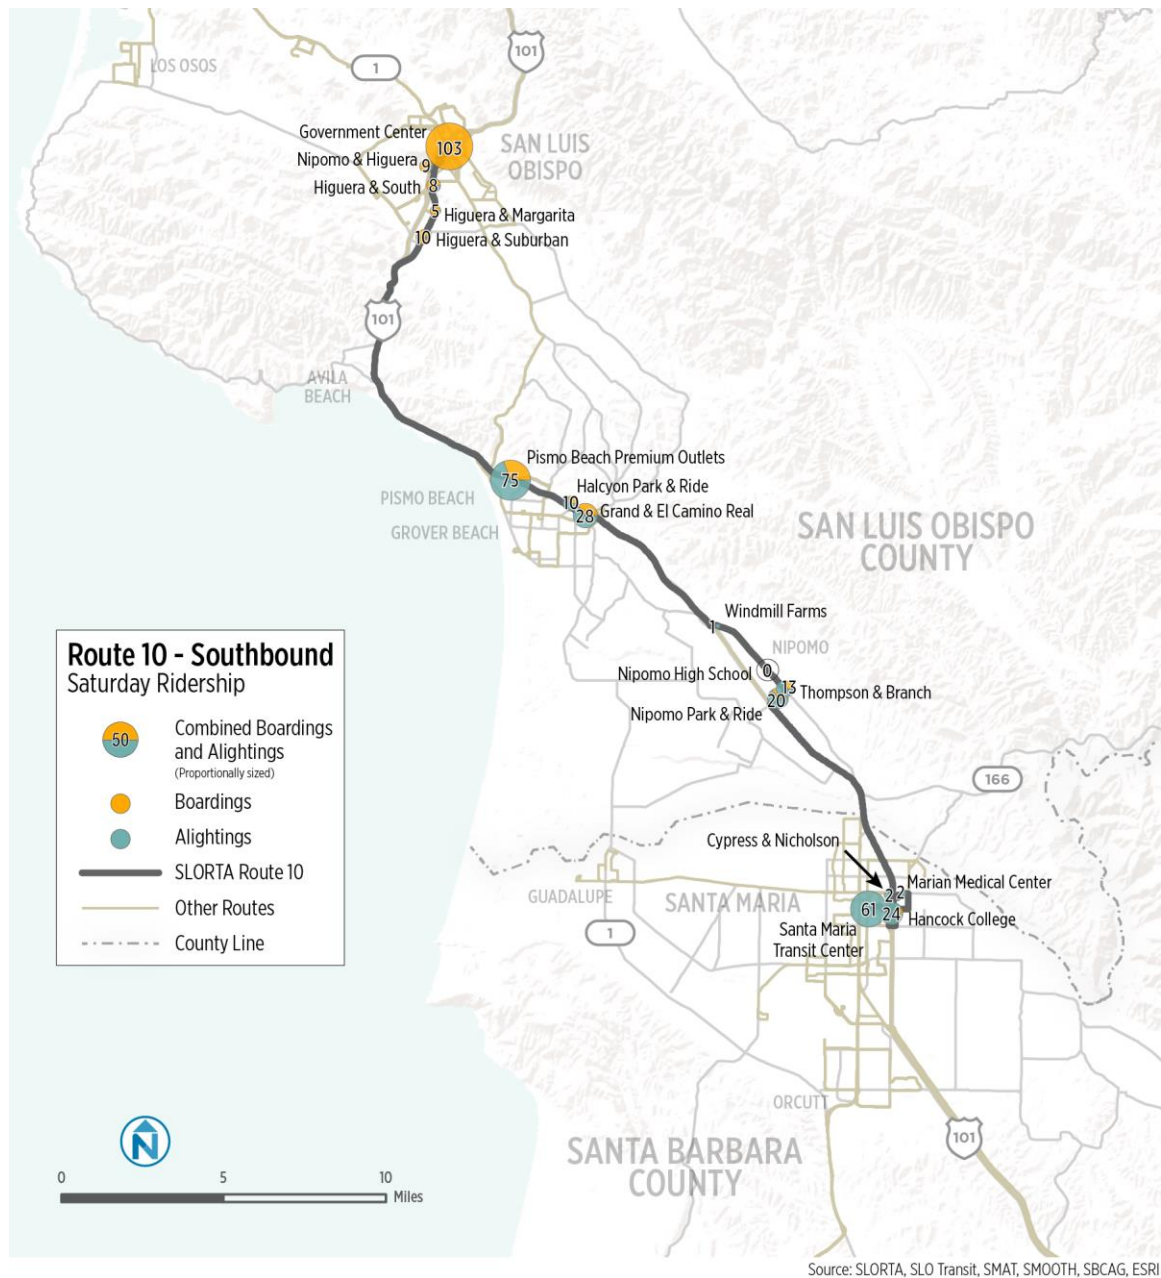 101
LOS OSOS
1
Government Center
SAN LUIS
OBISPO
103
Nipomo & Higuera
9
Higuera & South
8
5
Higuera & Margarita
10
Higuera & Suburban
101
AVILA
BEACH
Pismo Beach Premium Outlets
75
Halcyon Park & Ride
PISMO BEACH
10
Grand & El Camino Real
28
GROVER BEACH
SAN LUIS OBISPO
COUNTY
Windmill Farms
1
NIPOMO
Nipomo High School
0
13
Thompson & Branch
20
Nipomo Park & Ride
Route 10 - Southbound
Saturday Ridership
50
Combined Boardings
and Alightings
(Proportionally sized)
Boardings
Alightings
SLORTA Route 10
Other Routes
County Line
166
Cypress & Nicholson
Marian Medical Center
2
2
GUADALUPE
SANTA MARIA
61
24
Hancock College
1
Santa Maria
Transit Center
ORCUTT
N
101
SANTA BARBARA
COUNTY
0
5
10
Miles
Source: SLORTA, SLO Transit, SMAT, SMOOTH, SBCAG, ESRI